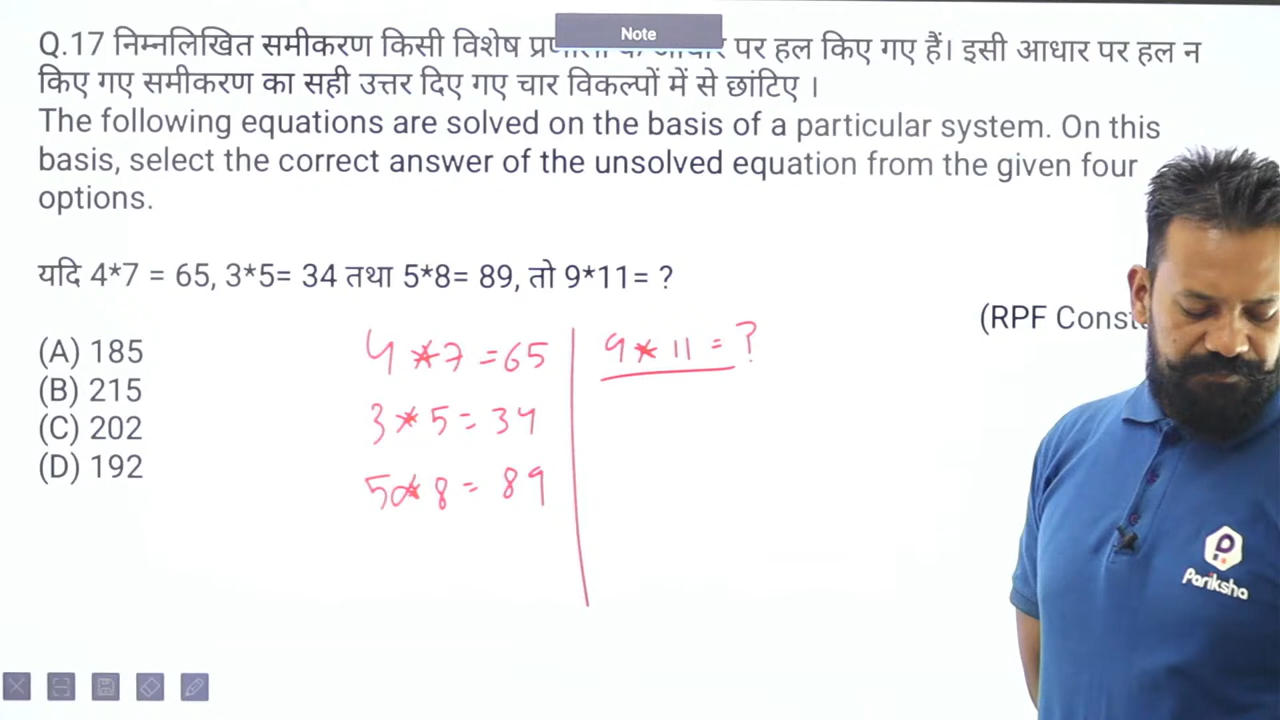 Note
Q.17 निम्नलिखित समीकरण किसी विशेष पर हल किए गए हैं। इसी आधार पर हल न
किए गए समीकरण का सही उत्तर दिए गए चार विकल्पों में से छांटिए ।
The following equations are solved on the basis of a particular system. On this
basis, select the correct answer of the unsolved equation from the given four
options.
यदि 4*7 = 65, 3*5= 34 तथा 5*8= 89, तो 9*11= ?
(RPF Const
(A) 185
(B) 215
(C) 202
(D) 192
4 * 7 = 65
3 * 5 = 34
5 * 8 = 89
9 * 11 = ?
Pariksha